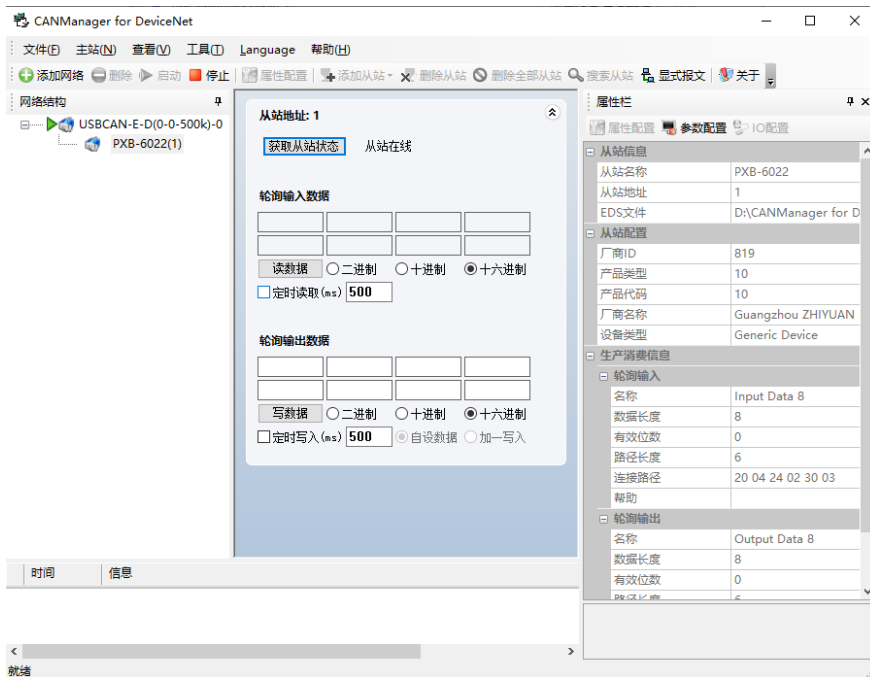 CANManager for DeviceNet
文件(F) 主站(N) 查看(V) 工具(T) Language 帮助(H)
添加网络 删除 启动 停止 属性配置 添加从站 删除从站 删除全部从站 搜索从站 显式报文 关于
网络结构
USBCAN-E-D(0-0-500k)-0
PXB-6022(1)
从站地址: 1
获取从站状态 从站在线
轮询输入数据
读数据 二进制 十进制 十六进制
定时读取(ms) 500
轮询输出数据
写数据 二进制 十进制 十六进制
定时写入(ms) 500 自设数据 加一写入
属性栏
属性配置 参数配置 IO配置
从站信息
从站名称 PXB-6022
从站地址 1
EDS文件 D:\CANManager for D
从站配置
厂商ID 819
产品类型 10
产品代码 10
厂商名称 Guangzhou ZHIYUAN
设备类型 Generic Device
生产消费信息
轮询输入
名称 Input Data 8
数据长度 8
有效位数 0
路径长度 6
连接路径 20 04 24 02 30 03
帮助
轮询输出
名称 Output Data 8
数据长度 8
有效位数 0
路径长度 6
时间 信息
就绪